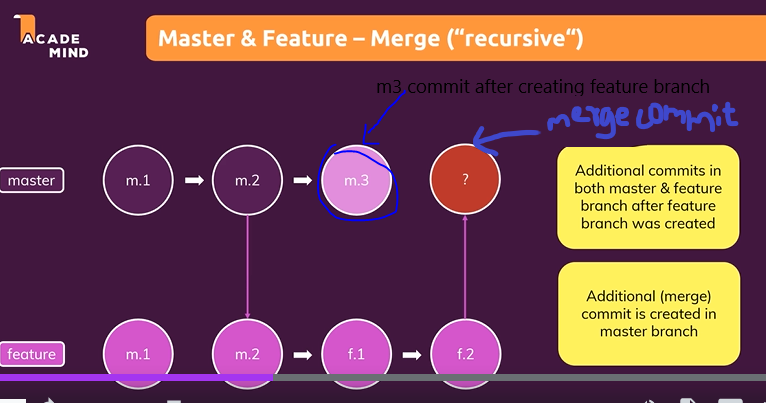 ACADE
MIND
Master & Feature – Merge (“recursive“)
m3 commit after creating feature branch
merge commit
master
m.1
m.2
m.3
?
Additional commits in
both master & feature
branch after feature
branch was created
Additional (merge)
commit is created in
master branch
feature
m.1
m.2
f.1
f.2